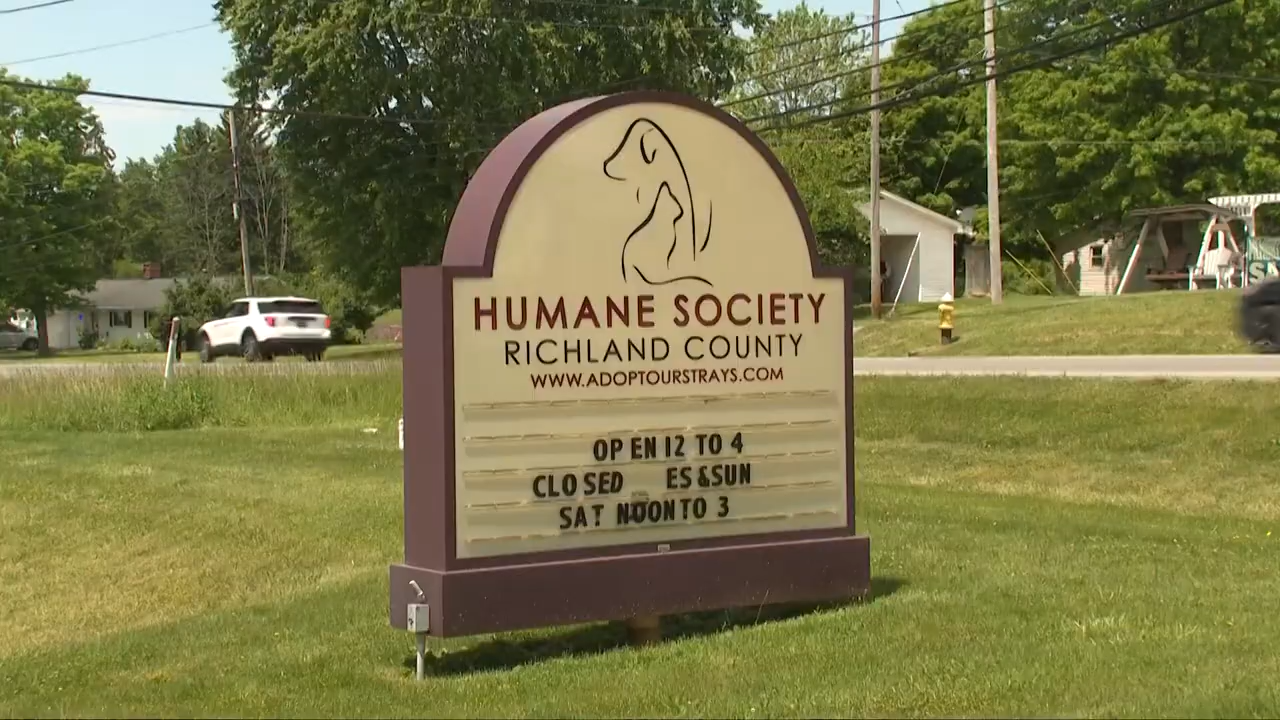 HUMANE SOCIETY
RICHLAND COUNTY
WWW.ADOPTOURSTRAYS.COM
OPEN 12 TO 4
CLOSED ES & SUN
SAT NOON TO 3